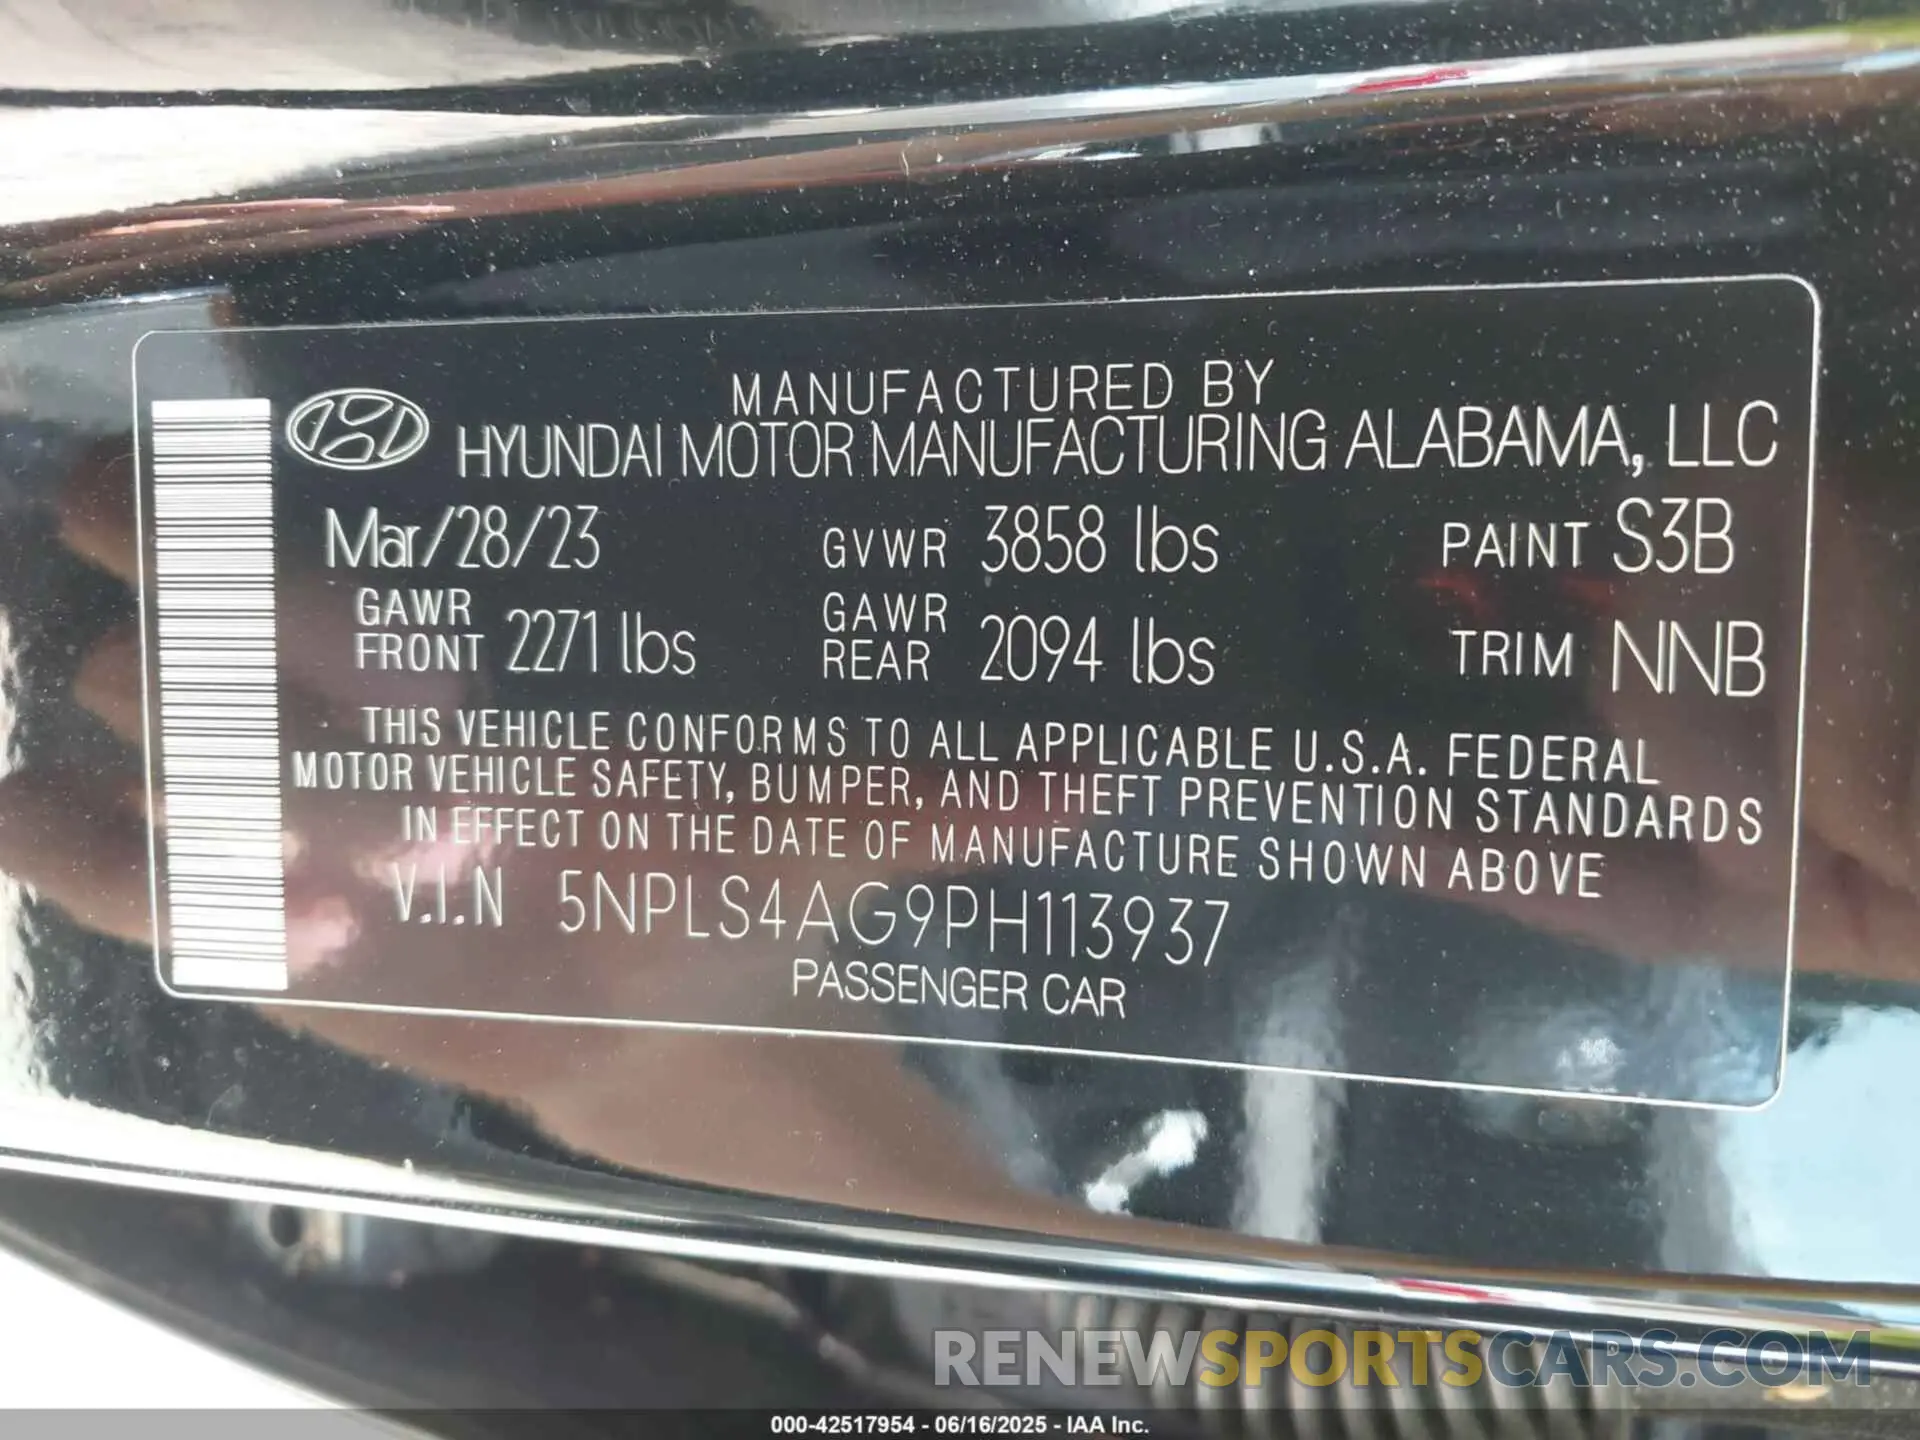 MANUFACTURED BY
HYUNDAI MOTOR MANUFACTURING ALABAMA, LLC
Mar/28/23 GVWR 3858 lbs PAINT S3B
GAWR FRONT 2271 lbs GAWR REAR 2094 lbs TRIM NNB
THIS VEHICLE CONFORMS TO ALL APPLICABLE U.S.A. FEDERAL
MOTOR VEHICLE SAFETY, BUMPER, AND THEFT PREVENTION STANDARDS
IN EFFECT ON THE DATE OF MANUFACTURE SHOWN ABOVE
V.I.N 5NPLS4AG9PH113937
PASSENGER CAR
RENEWSPORTSCARS.COM
000-42517954 - 06/16/2025 - IAA Inc.